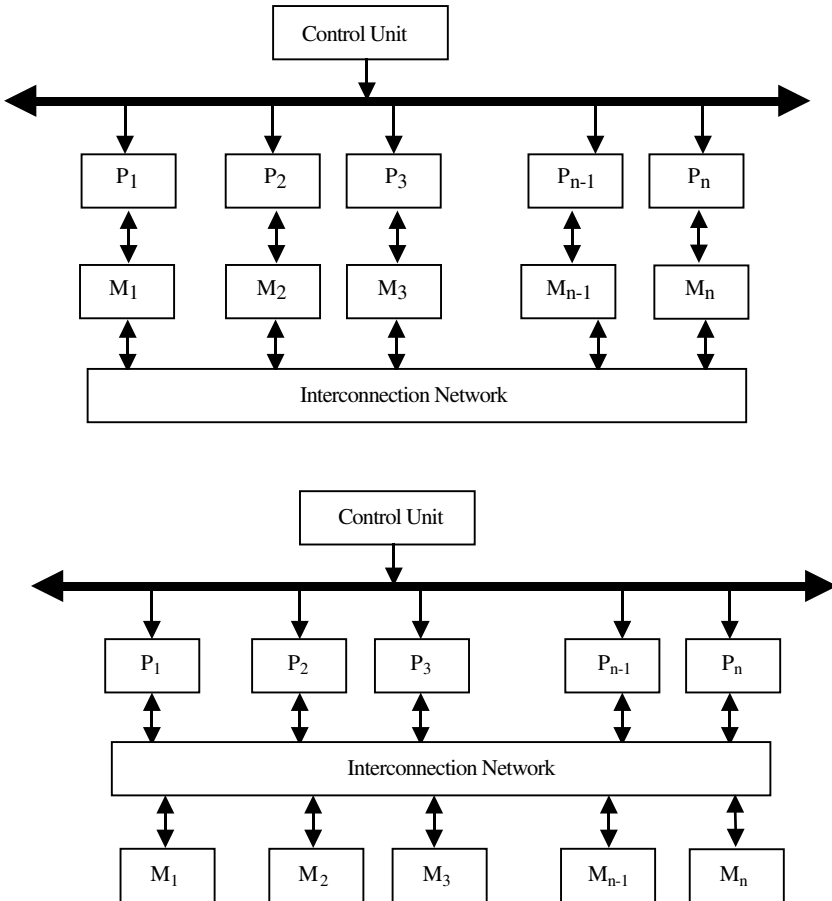 Control Unit
P₁ P₂ P₃ Pₙ₋₁ Pₙ
M₁ M₂ M₃ Mₙ₋₁ Mₙ
Interconnection Network
Control Unit
P₁ P₂ P₃ Pₙ₋₁ Pₙ
Interconnection Network
M₁ M₂ M₃ Mₙ₋₁ Mₙ